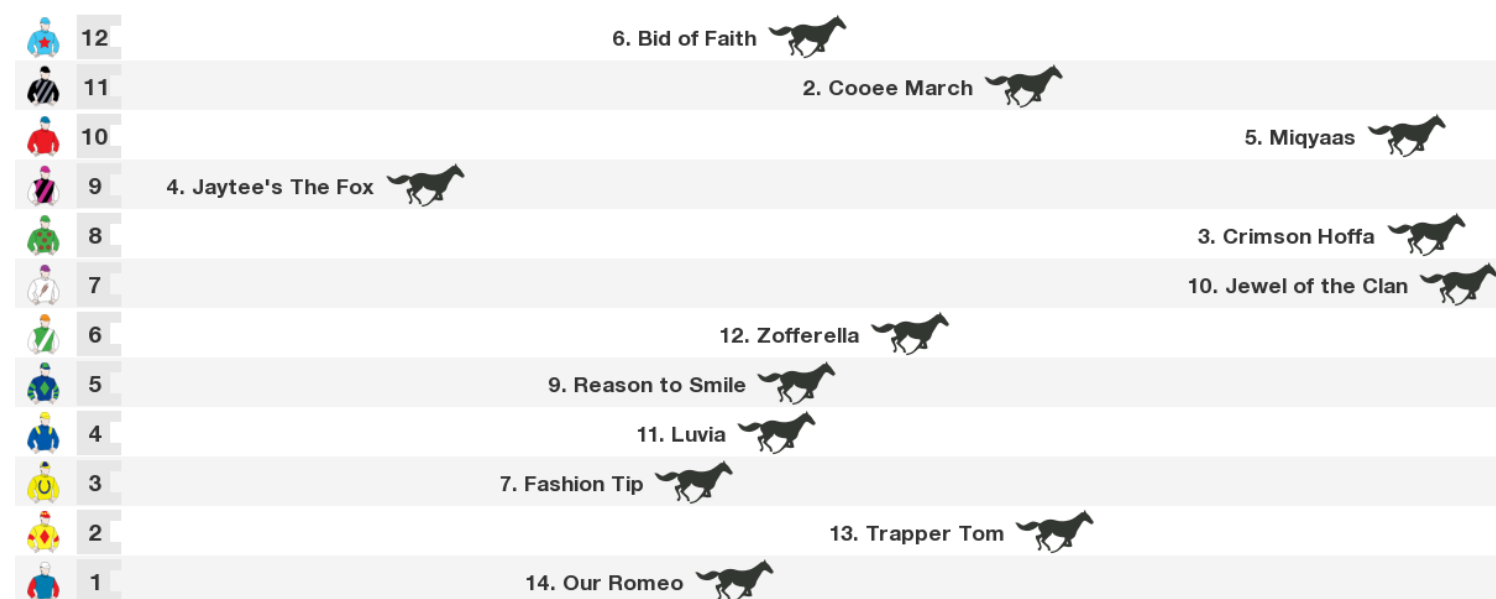 12 6. Bid of Faith
11 2. Cooee March
10 5. Miqyaas
9 4. Jaytee's The Fox
8 3. Crimson Hoffa
7 10. Jewel of the Clan
6 12. Zofferella
5 9. Reason to Smile
4 11. Luvia
3 7. Fashion Tip
2 13. Trapper Tom
1 14. Our Romeo